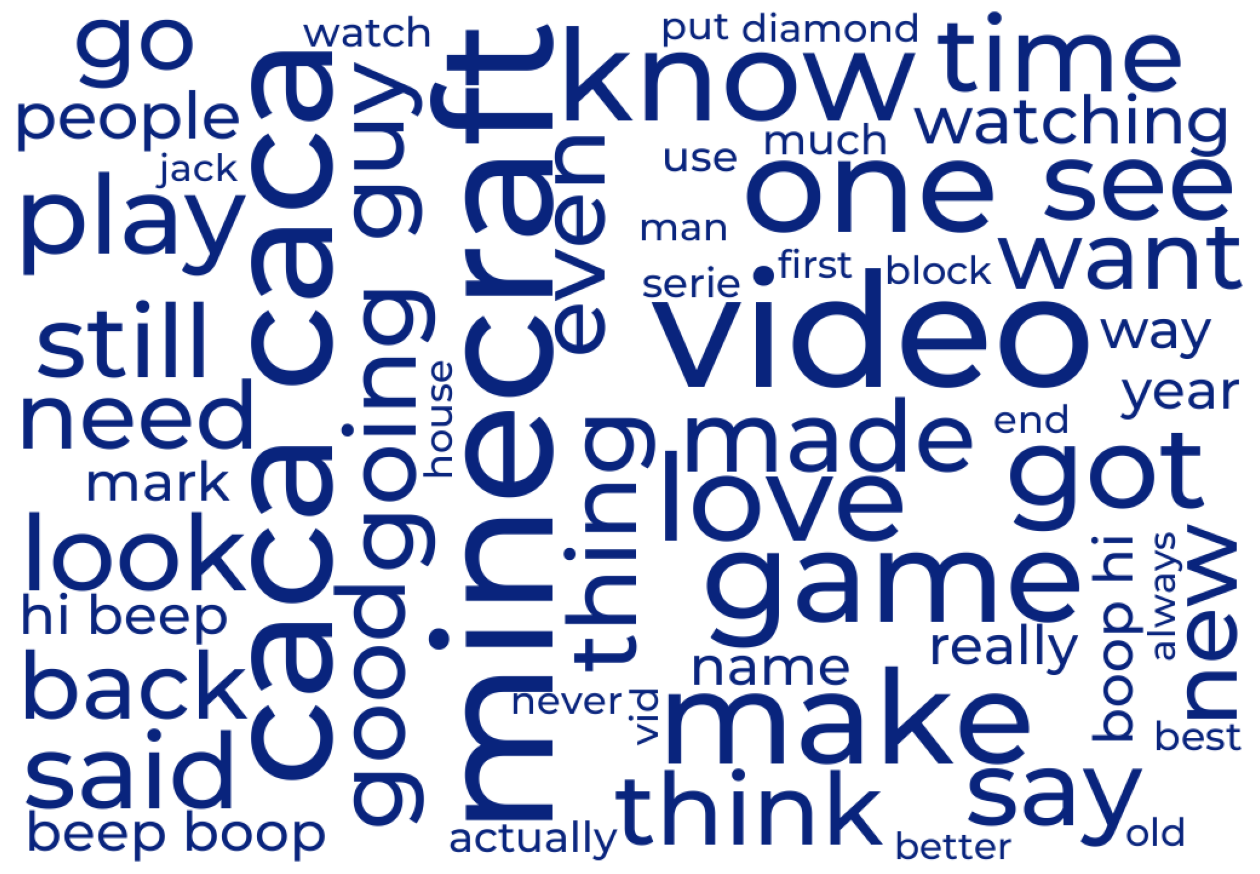 go
watch
put diamond
time
people
know
watching
jack
caca caca
guy
minecraft
even
use
much
one
see
play
man
want
serie
first
block
still
going
video
way
need
house
year
mark
good
thing
made
end
got
look
love
hi beep
game
boop hi
always
new
back
name
really
never
vid
make
best
said
think
say
beep boop
actually
better
old